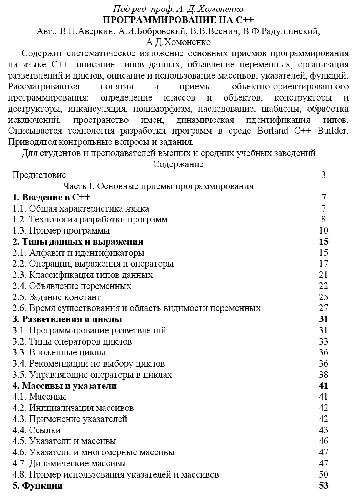 Под ред. проф. А.Д.Хомоненко
ПРОГРАММИРОВАНИЕ НА С++
Авт.: В.П.Аверкин, А.И.Бобровский, В.В.Веснич, В.Ф.Радушинский,
А.Д.Хомоненко
Содержит систематическое изложение основных приемов программирования
на языке С++: описание типов данных, объявление переменных, организация
разветвлений и циклов, описание и использование массивов, указателей, функций.
Рассматриваются понятия и приемы объектно-ориентированного
программирования: определение классов и объектов, конструкторы и
деструкторы, инкапсуляция, полиморфизм, наследование, шаблоны, обработка
исключений, пространство имен, динамическая идентификация типов.
Описывается технология разработки программ в среде Borland C++ Builder.
Приводятся контрольные вопросы и задания.
Для студентов и преподавателей высших и средних учебных заведений.
Содержание
Предисловие 3
Часть I. Основные приемы программирования
1. Введение в С++ 7
1.1. Общая характеристика языка 7
1.2. Технология разработки программ 8
1.3. Пример программы 10
2. Типы данных и выражения 15
2.1. Алфавит и идентификаторы 15
2.2. Операции, выражения и операторы 17
2.3. Классификация типов данных 21
2.4. Объявление переменных 22
2.5. Задание констант 25
2.6. Время существования и область видимости переменных 27
3. Разветвления и циклы 31
3.1. Программирование разветвлений 31
3.2. Типы операторов циклов 33
3.3. Вложенные циклы 36
3.4. Рекомендации по выбору циклов 36
3.5. Управляющие операторы в циклах 38
4. Массивы и указатели 41
4.1. Массивы 41
4.2. Инициализация массивов 42
4.3. Применение указателей 42
4.4. Ссылки 43
4.5. Указатели и массивы 46
4.6. Указатели и многомерные массивы 47
4.7. Динамические массивы 47
4.8. Пример использования указателей и массивов 50
5. Функции 53